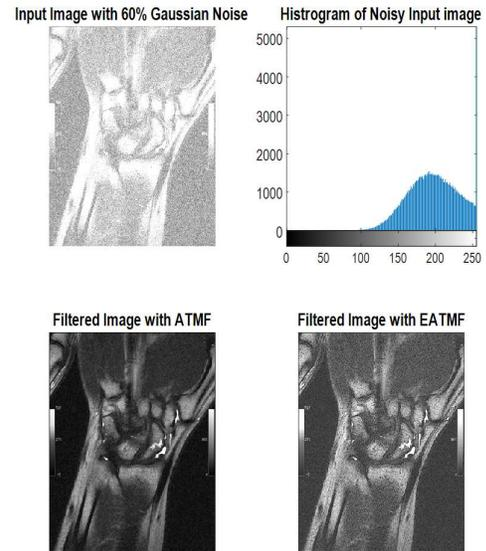 Input Image with 60% Gaussian Noise
Histrogram of Noisy Input image
5000
4000
3000
2000
1000
0
0 50 100 150 200 250
Filtered Image with ATMF
Filtered Image with EATMF